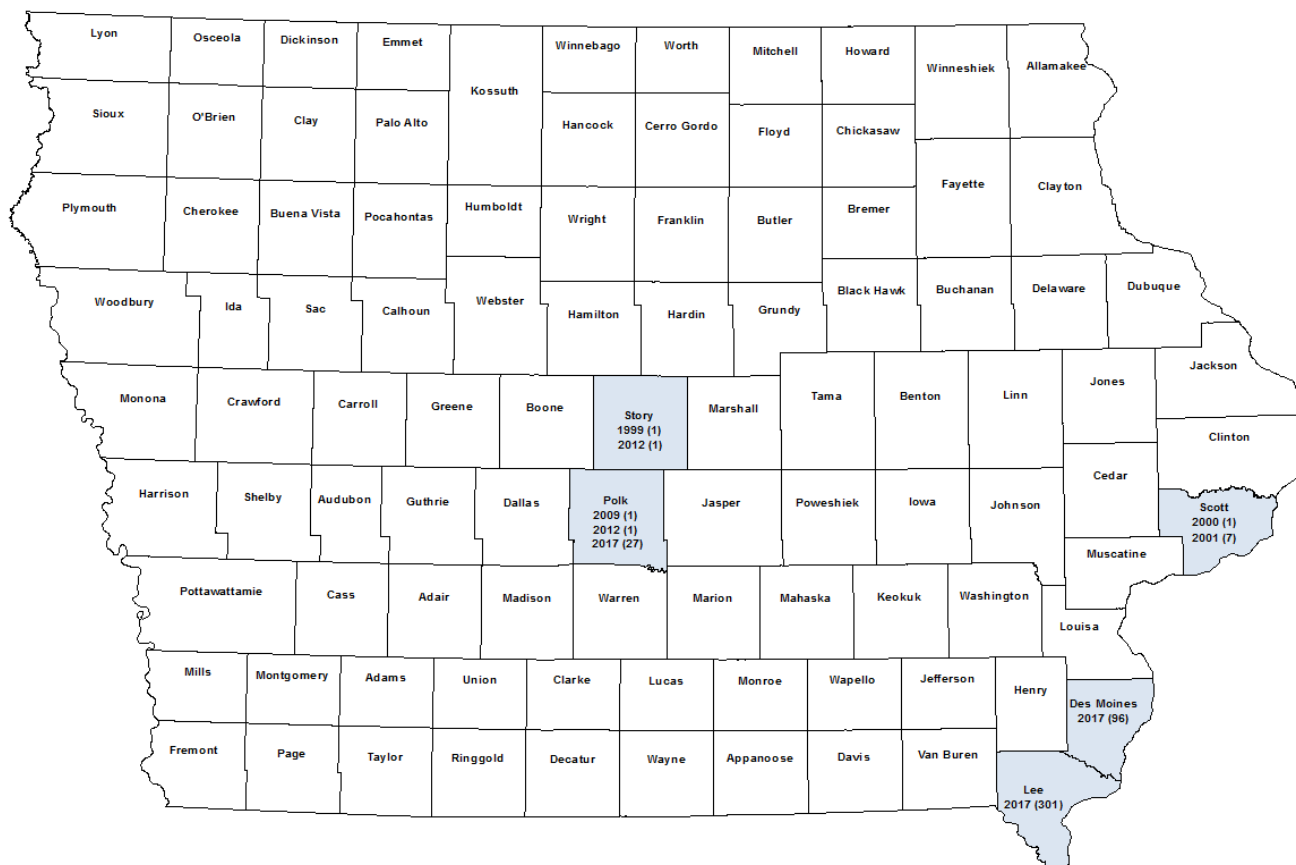 Lyon
Osceola
Dickinson
Emmet
Kossuth
Winnebago
Worth
Mitchell
Howard
Winneshiek
Allamakee
Sioux
O'Brien
Clay
Palo Alto
Hancock
Cerro Gordo
Floyd
Chickasaw
Fayette
Clayton
Plymouth
Cherokee
Buena Vista
Pocahontas
Humboldt
Wright
Franklin
Butler
Bremer
Woodbury
Ida
Sac
Calhoun
Webster
Hamilton
Hardin
Grundy
Black Hawk
Buchanan
Delaware
Dubuque
Monona
Crawford
Carroll
Greene
Boone
Story
1999 (1)
2012 (1)
Marshall
Tama
Benton
Linn
Jones
Jackson
Clinton
Cedar
Harrison
Shelby
Audubon
Guthrie
Dallas
Polk
2009 (1)
2012 (1)
2017 (27)
Jasper
Poweshiek
Iowa
Johnson
Scott
2000 (1)
2001 (7)
Muscatine
Pottawattamie
Cass
Adair
Madison
Warren
Marion
Mahaska
Keokuk
Washington
Louisa
Mills
Montgomery
Adams
Union
Clarke
Lucas
Monroe
Wapello
Jefferson
Henry
Des Moines
2017 (96)
Fremont
Page
Taylor
Ringgold
Decatur
Wayne
Appanoose
Davis
Van Buren
Lee
2017 (301)